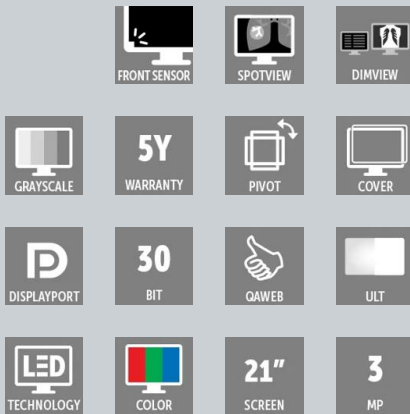 FRONT SENSOR
SPOTVIEW
DIMVIEW
GRAYSCALE
5Y
WARRANTY
PIVOT
COVER
D
DISPLAYPORT
30
BIT
QAWEB
ULT
LED
TECHNOLOGY
COLOR
21"
SCREEN
3
MP